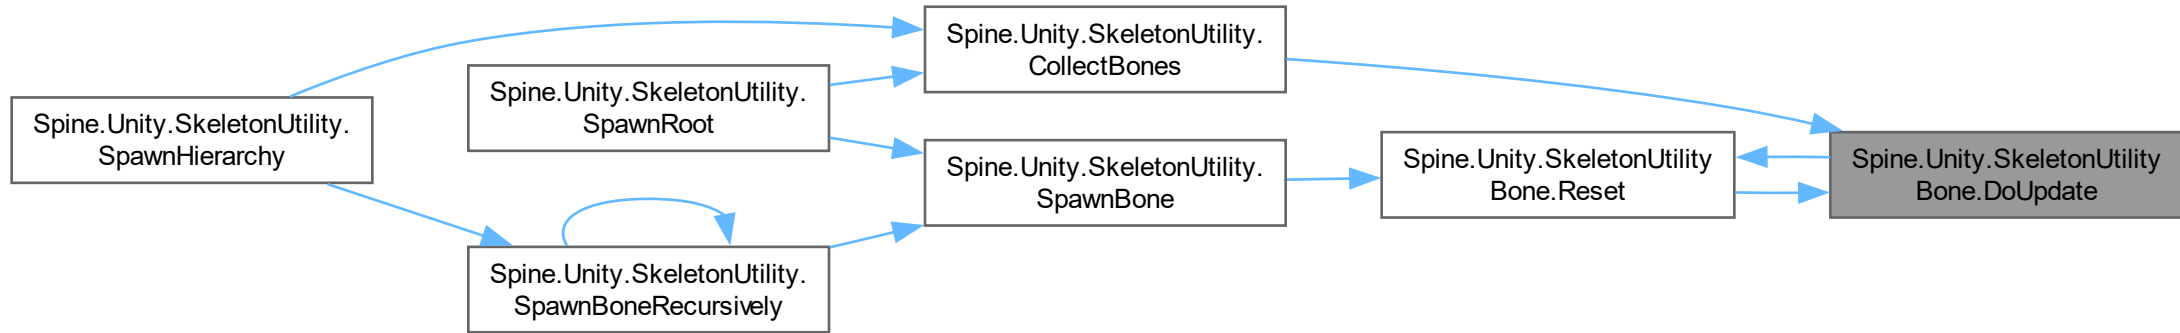 Spine.Unity.SkeletonUtility.
SpawnHierarchy
Spine.Unity.SkeletonUtility.
SpawnRoot
Spine.Unity.SkeletonUtility.
SpawnBoneRecursively
Spine.Unity.SkeletonUtility.
CollectBones
Spine.Unity.SkeletonUtility.
SpawnBone
Spine.Unity.SkeletonUtility
Bone.Reset
Spine.Unity.SkeletonUtility
Bone.DoUpdate